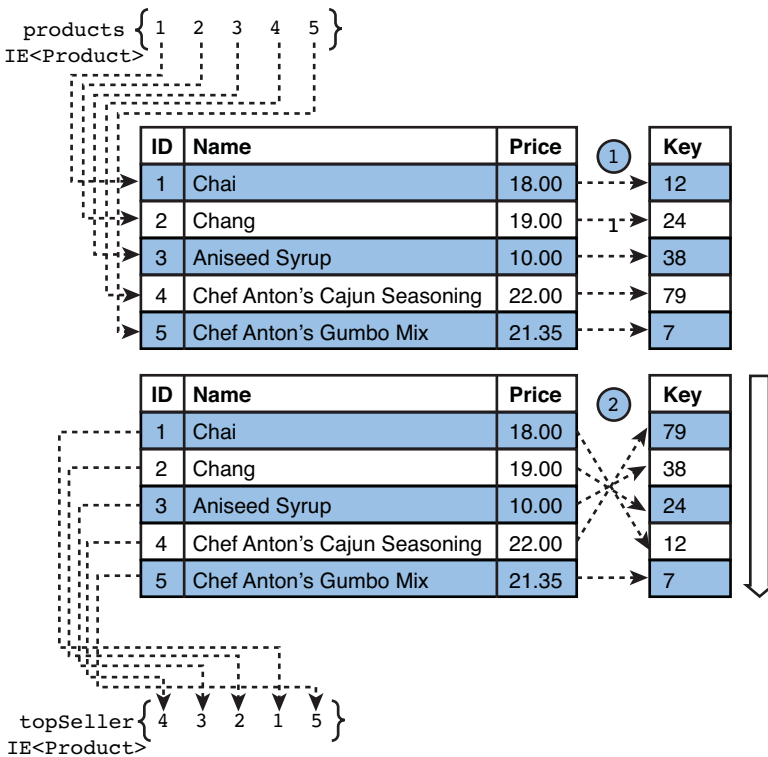 products { 1 2 3 4 5 }
IE<Product>
ID Name Price 1 Key
1 Chai 18.00 12
2 Chang 19.00 1 24
3 Aniseed Syrup 10.00 38
4 Chef Anton's Cajun Seasoning 22.00 79
5 Chef Anton's Gumbo Mix 21.35 7
ID Name Price 2 Key
1 Chai 18.00 79
2 Chang 19.00 38
3 Aniseed Syrup 10.00 24
4 Chef Anton's Cajun Seasoning 22.00 12
5 Chef Anton's Gumbo Mix 21.35 7
topSeller { 4 3 2 1 5 }
IE<Product>